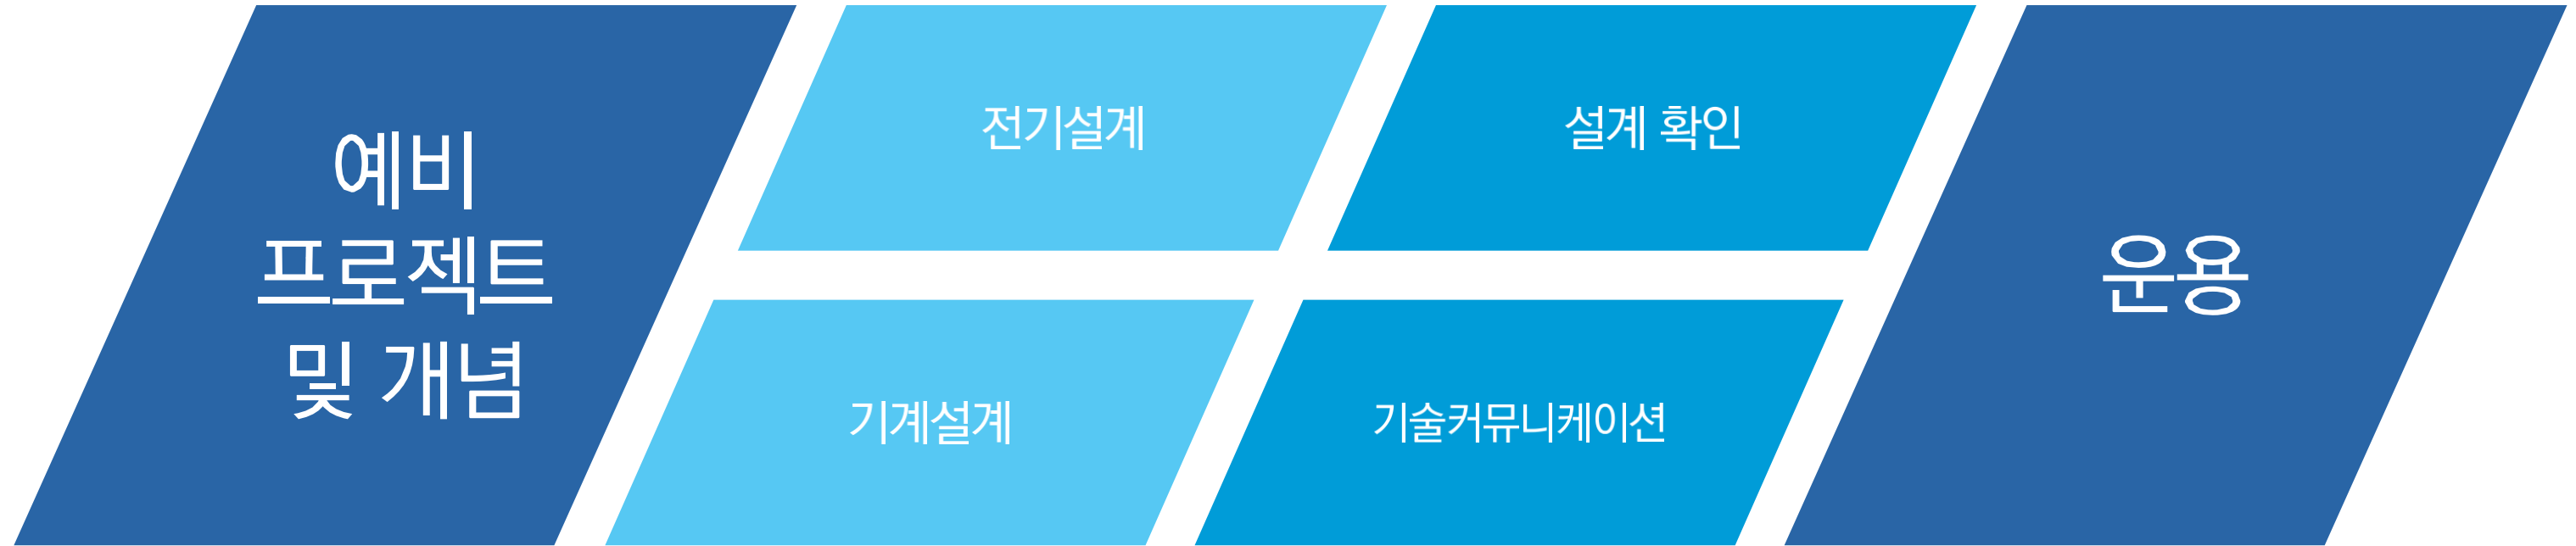 예비
프로젝트
및 개념
전기설계
설계 확인
기계설계
기술커뮤니케이션
운용